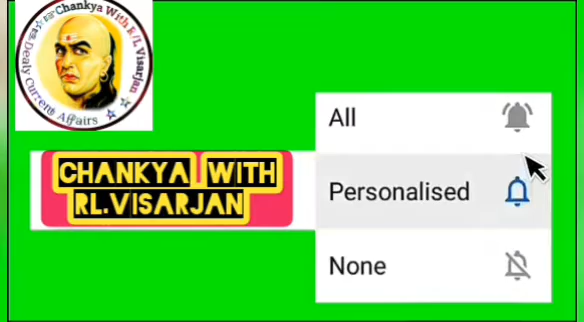 ☆Chankya With R/L Visarjan
Dealy Current Affairs ☆☆
All
CHANKYA WITH
RL.VISARJAN
Personalised
None